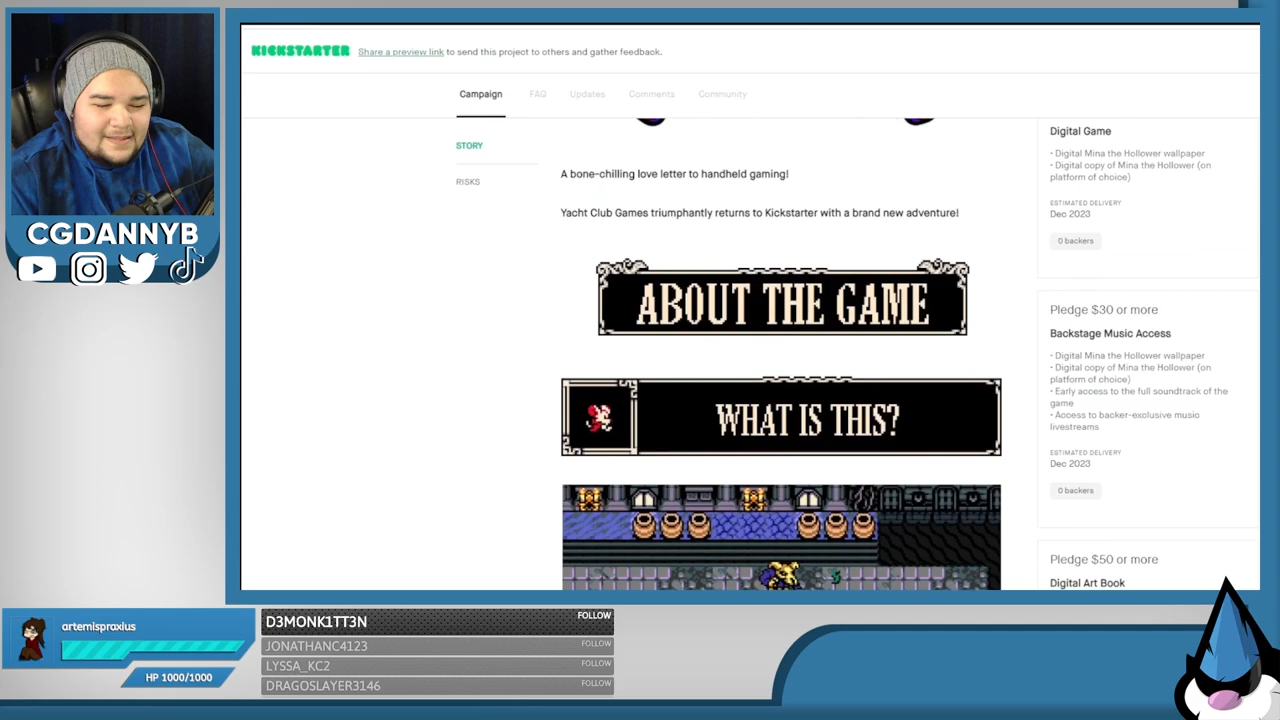 KICKSTARTER Share a preview link to send this project to others and gather feedback.
Campaign FAQ Updates Comments Community
STORY
RISKS
A bone-chilling love letter to handheld gaming!
Yacht Club Games triumphantly returns to Kickstarter with a brand new adventure!
ABOUT THE GAME
WHAT IS THIS?
Digital Game
• Digital Mina the Hollower wallpaper
• Digital copy of Mina the Hollower (on
platform of choice)
ESTIMATED DELIVERY
Dec 2023
0 backers
Pledge $30 or more
Backstage Music Access
• Digital Mina the Hollower wallpaper
• Digital copy of Mina the Hollower (on
platform of choice)
• Early access to the full soundtrack of the
game
• Access to backer-exclusive music
livestreams
ESTIMATED DELIVERY
Dec 2023
0 backers
Pledge $50 or more
Digital Art Book
CGDANNYB
artemispraxius
HP 1000/1000
D3MONK1TT3N FOLLOW
JONATHANC4123 FOLLOW
LYSSA_KC2 FOLLOW
DRAGOSLAYER3146 FOLLOW